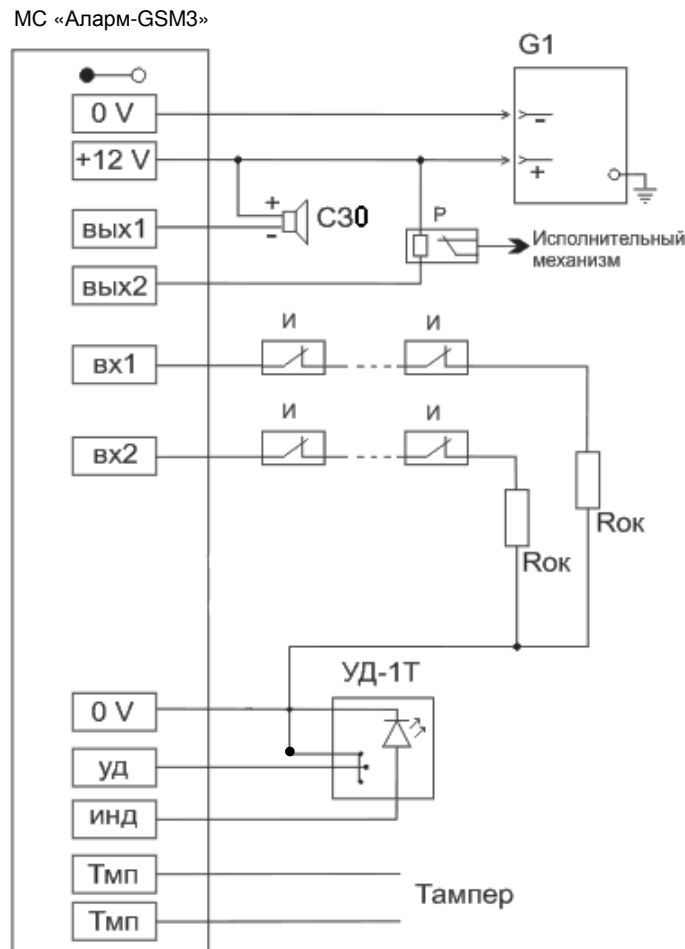 МС «Аларм-GSM3»
G1
0 V
-
+12 V
+
вых1
+
-
СЗ0
Р
Исполнительный
механизм
вых2
И И
вх1
И И
вх2
Rок
Rок
УД-1Т
0 V
уд
инд
Тмп
Тампер
Тмп